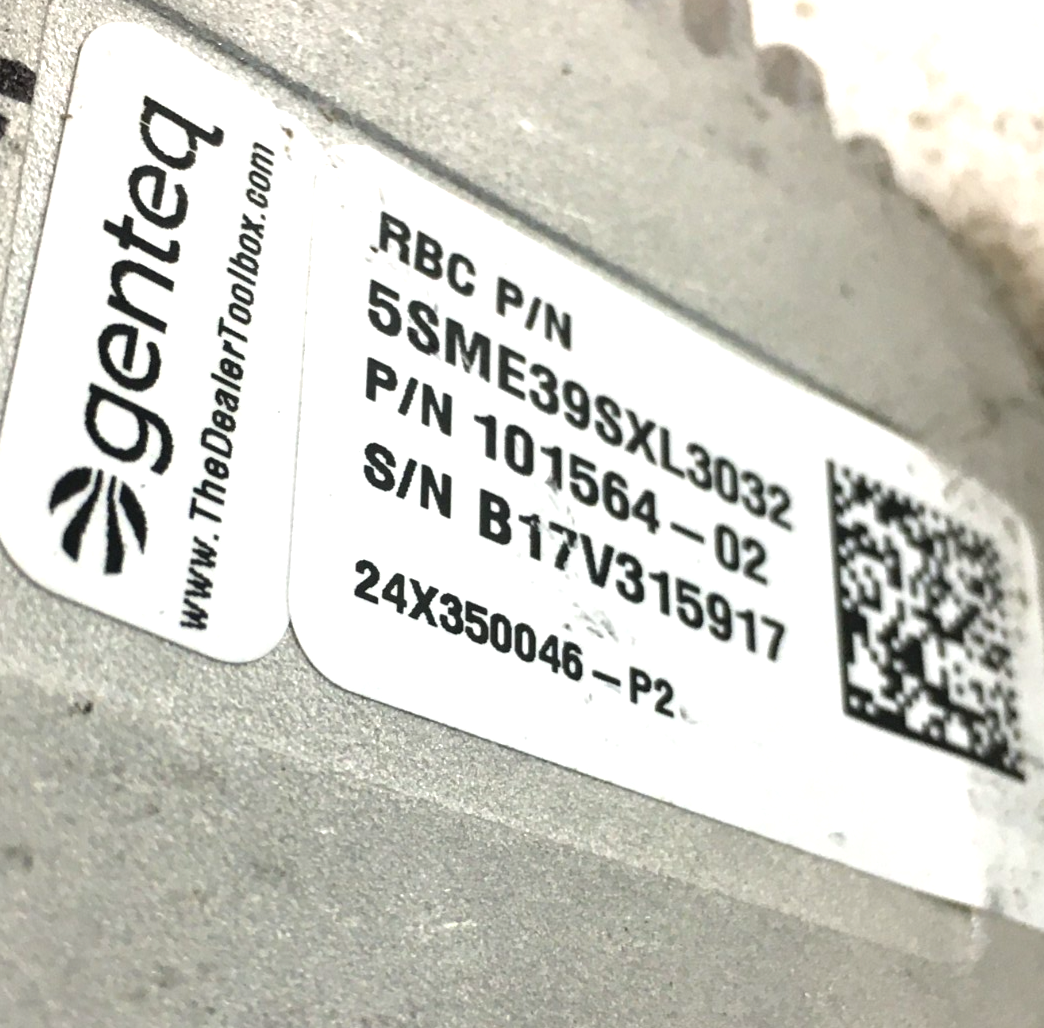 genteq
www.TheDealerToolbox.com
RBC P/N
5SME39SXL3032
P/N 101564-02
S/N B17V315917
24X350046-P2